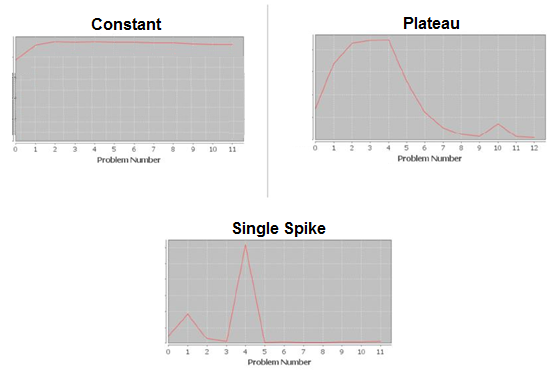 Constant
0 1 2 3 4 5 6 7 8 9 10 11
Problem Number
Plateau
0 1 2 3 4 5 6 7 8 9 10 11 12
Problem Number
Single Spike
0 1 2 3 4 5 6 7 8 9 10 11
Problem Number